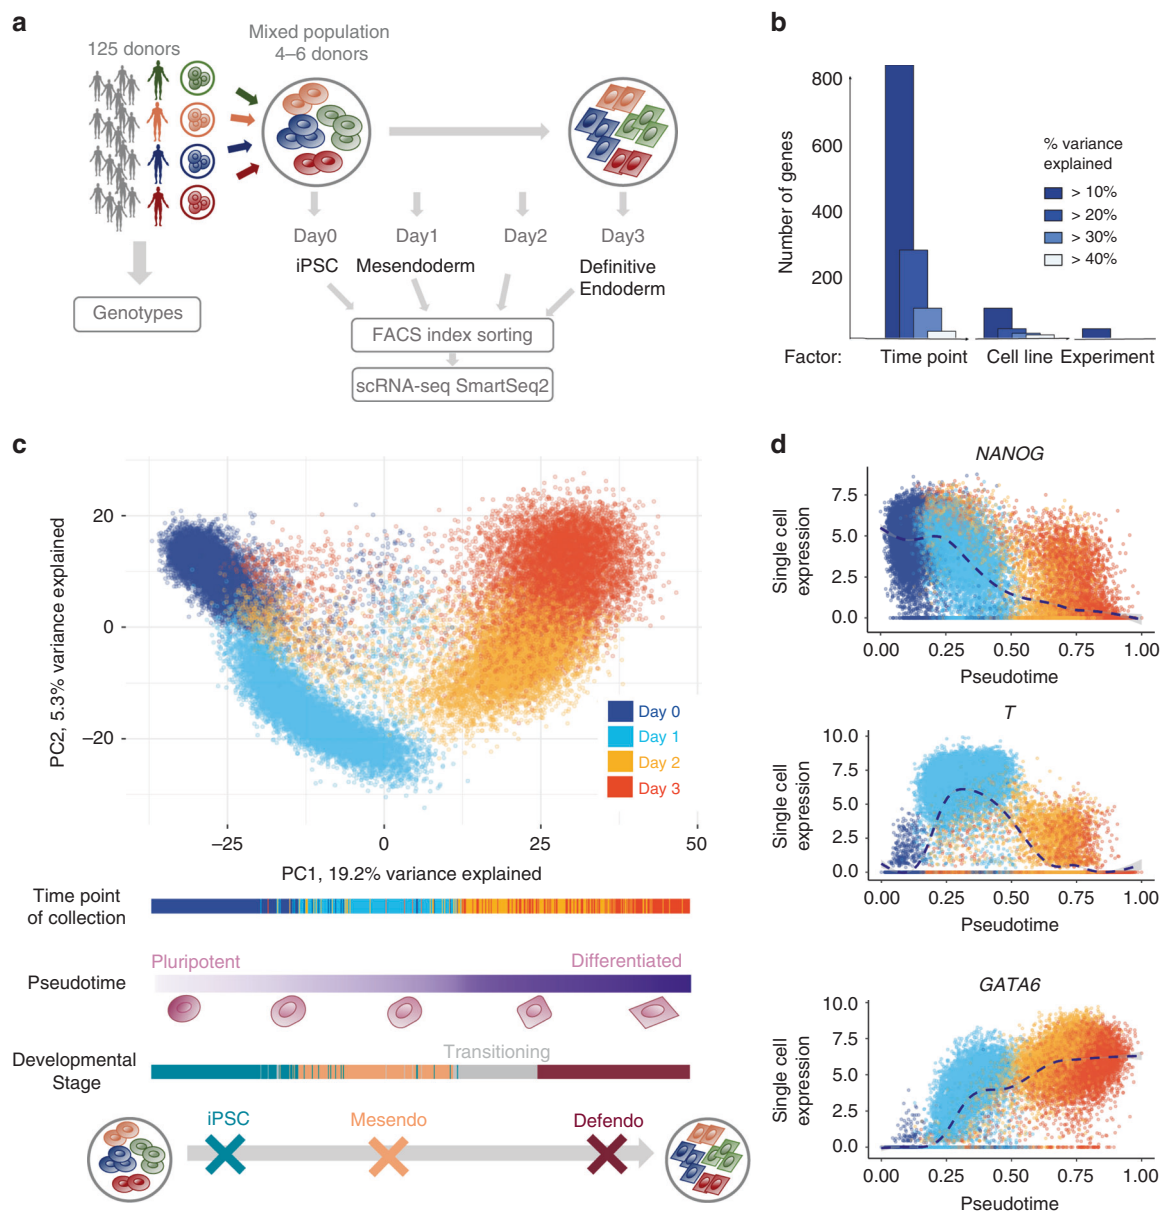 a
125 donors
Mixed population
4–6 donors
Day0
Day1
Day2
Day3
iPSC
Mesendoderm
Definitive
Endoderm
Genotypes
FACS index sorting
scRNA-seq SmartSeq2
b
Number of genes
800
600
400
200
% variance
explained
> 10%
> 20%
> 30%
> 40%
Factor:
Time point
Cell line
Experiment
c
PC2, 5.3% variance explained
20
0
−20
Day 0
Day 1
Day 2
Day 3
−25
0
25
50
PC1, 19.2% variance explained
Time point
of collection
Pseudotime
Pluripotent
Differentiated
Developmental
Stage
Transitioning
iPSC
Mesendo
Defendo
d
NANOG
Single cell
expression
7.5
5.0
2.5
0.0
0.00
0.25
0.50
0.75
1.00
Pseudotime
T
Single cell
expression
10.0
7.5
5.0
2.5
0.0
0.00
0.25
0.50
0.75
1.00
Pseudotime
GATA6
Single cell
expression
10.0
7.5
5.0
2.5
0.0
0.00
0.25
0.50
0.75
1.00
Pseudotime